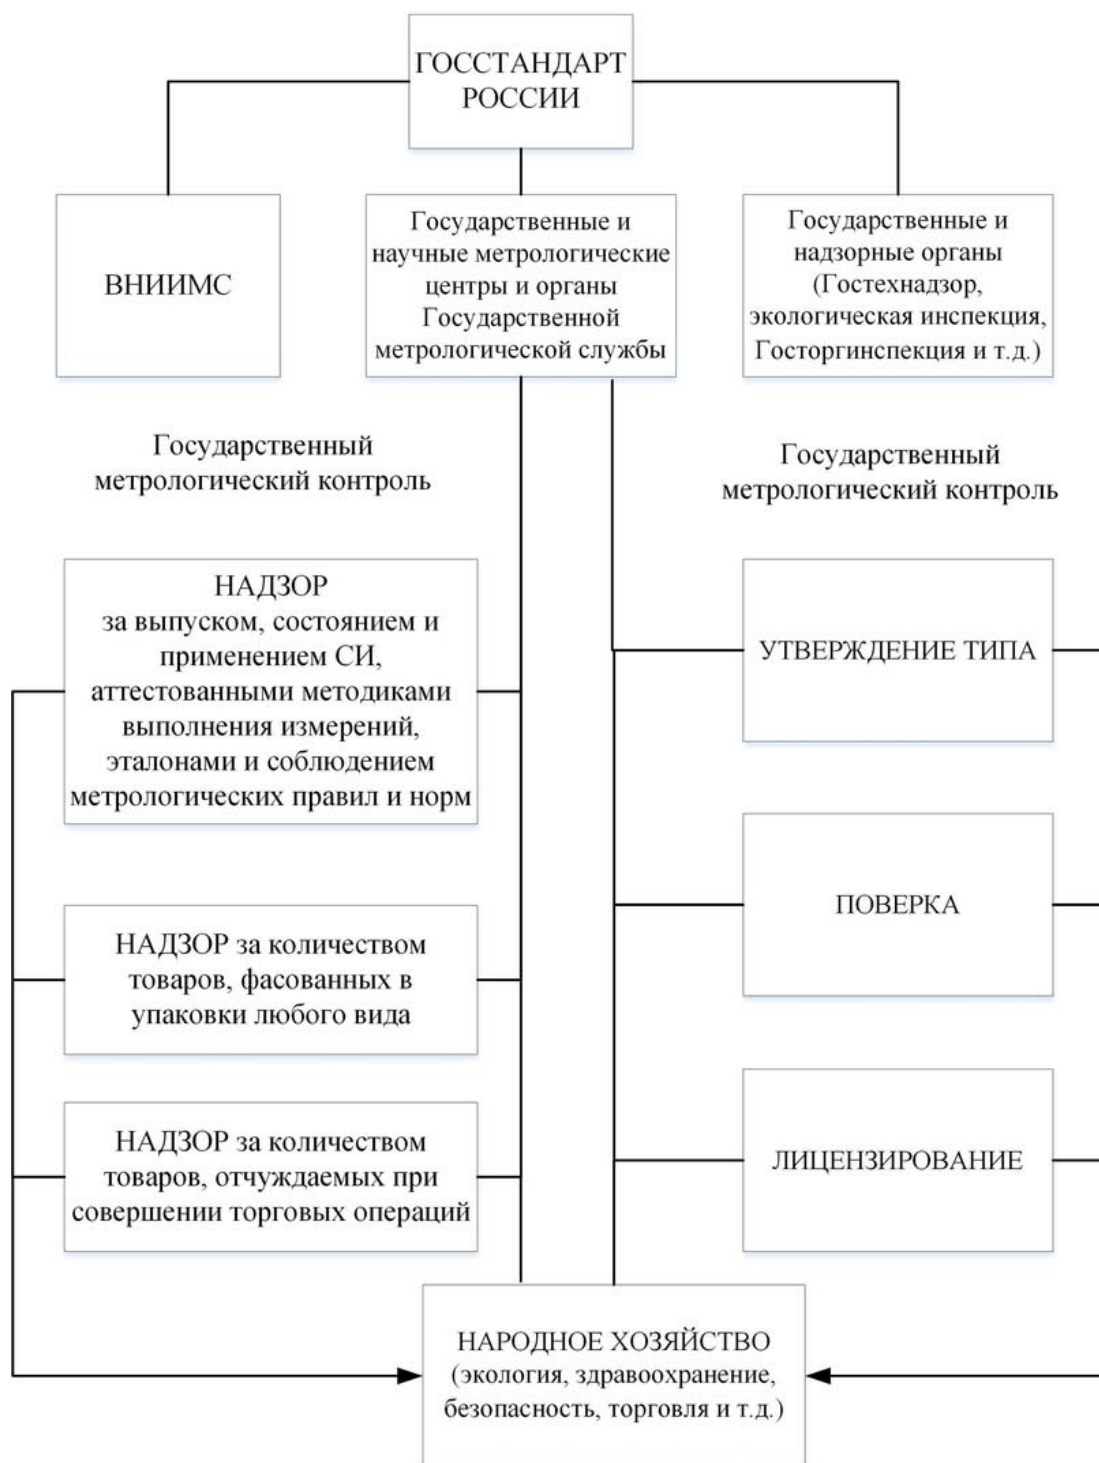 ГОССТАНДАРТ
РОССИИ
ВНИИМС
Государственные и
научные метрологические
центры и органы
Государственной
метрологической службы
Государственные и
надзорные органы
(Гостехнадзор,
экологическая инспекция,
Госторгинспекция и т.д.)
Государственный
метрологический контроль
Государственный
метрологический контроль
НАДЗОР
за выпуском, состоянием и
применением СИ,
аттестованными методиками
выполнения измерений,
эталонами и соблюдением
метрологических правил и норм
УТВЕРЖДЕНИЕ ТИПА
НАДЗОР за количеством
товаров, фасованных в
упаковки любого вида
ПОВЕРКА
НАДЗОР за количеством
товаров, отчуждаемых при
совершении торговых операций
ЛИЦЕНЗИРОВАНИЕ
НАРОДНОЕ ХОЗЯЙСТВО
(экология, здравоохранение,
безопасность, торговля и т.д.)